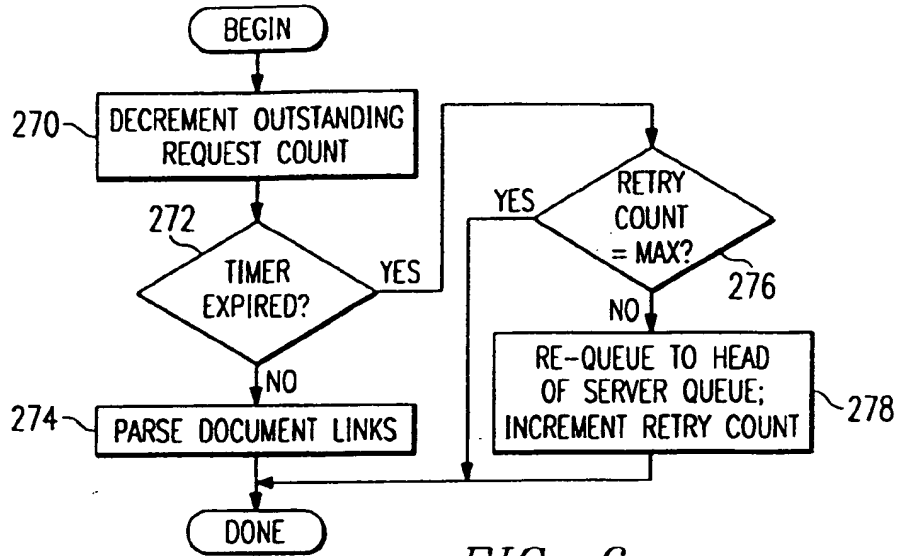 BEGIN
270
DECREMENT OUTSTANDING
REQUEST COUNT
272
TIMER
EXPIRED?
YES
NO
274
PARSE DOCUMENT LINKS
DONE
YES
RETRY
COUNT
= MAX?
276
NO
RE-QUEUE TO HEAD
OF SERVER QUEUE;
INCREMENT RETRY COUNT
278